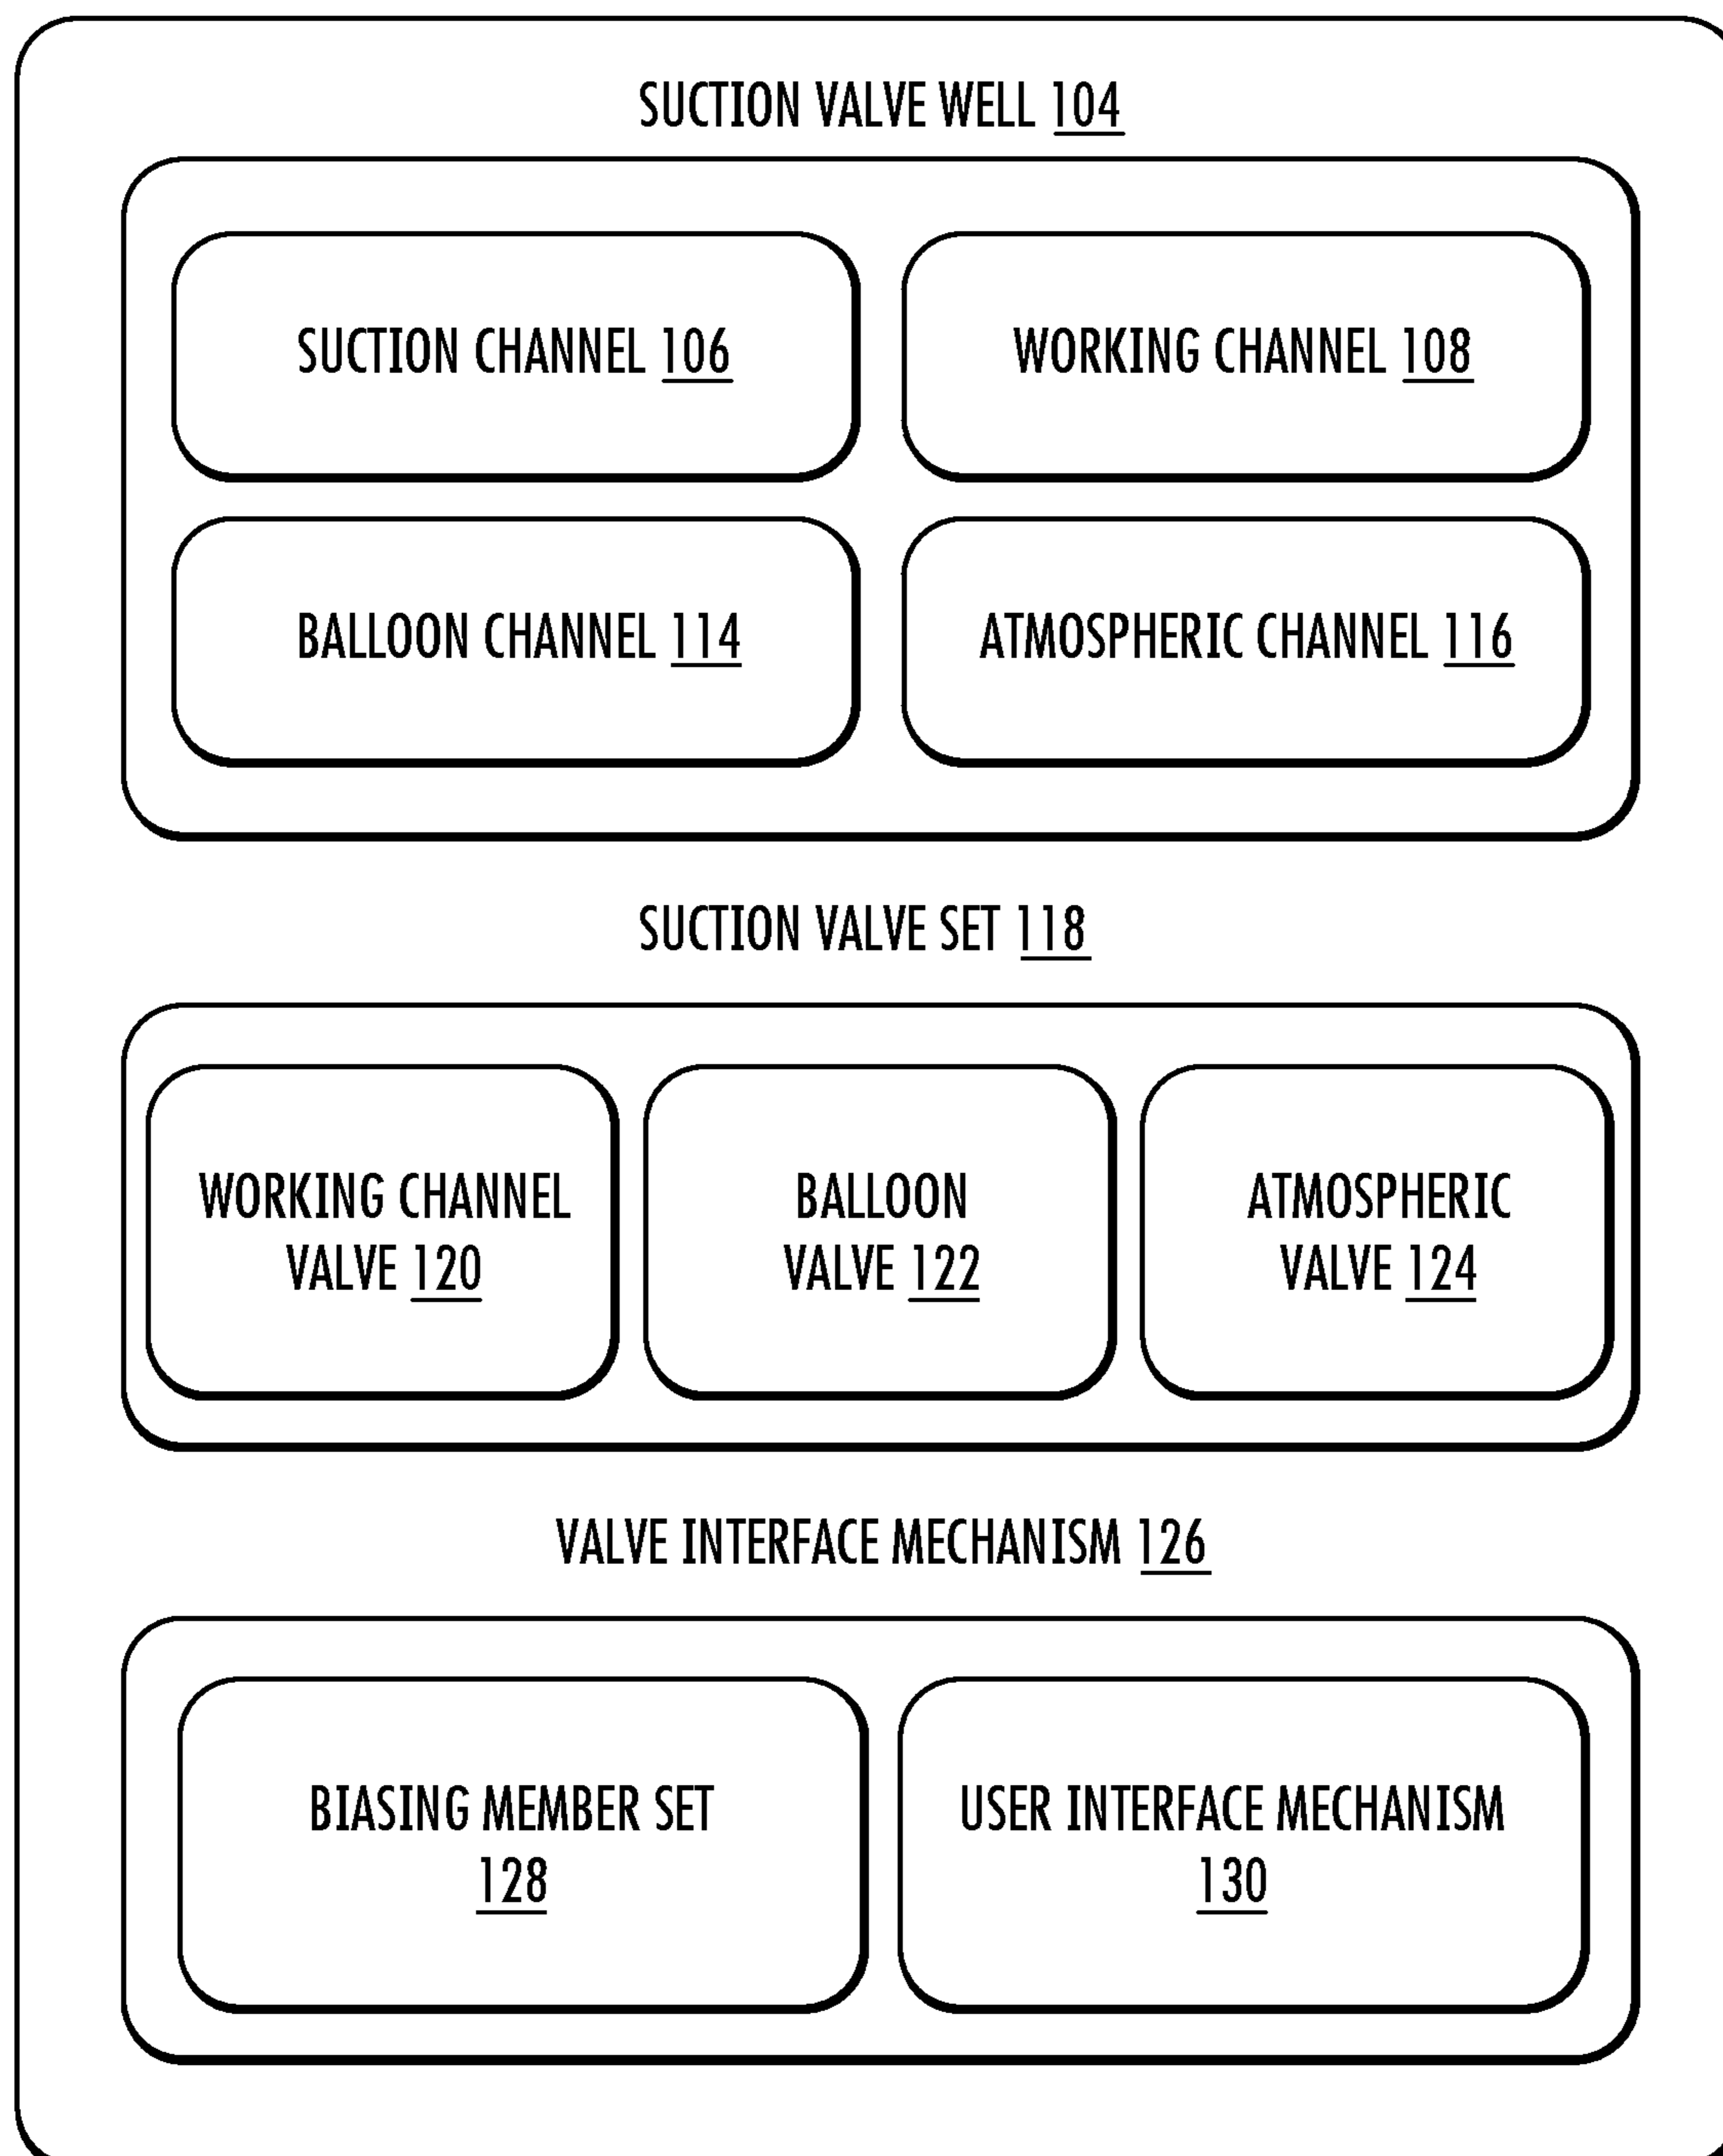 SUCTION VALVE WELL 104
SUCTION CHANNEL 106
WORKING CHANNEL 108
BALLOON CHANNEL 114
ATMOSPHERIC CHANNEL 116
SUCTION VALVE SET 118
WORKING CHANNEL
VALVE 120
BALLOON
VALVE 122
ATMOSPHERIC
VALVE 124
VALVE INTERFACE MECHANISM 126
BIASING MEMBER SET
128
USER INTERFACE MECHANISM
130